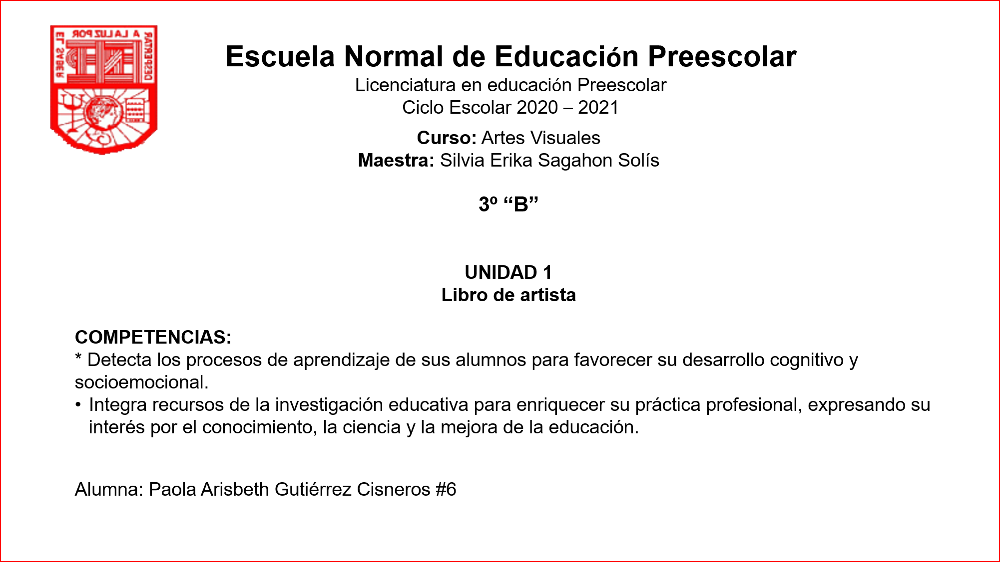 A LA LUZ POR
EL SABER
DESPERTAR
Escuela Normal de Educación Preescolar
Licenciatura en educación Preescolar
Ciclo Escolar 2020 – 2021
Curso: Artes Visuales
Maestra: Silvia Erika Sagahon Solís
3º “B”
UNIDAD 1
Libro de artista
COMPETENCIAS:
* Detecta los procesos de aprendizaje de sus alumnos para favorecer su desarrollo cognitivo y
socioemocional.
• Integra recursos de la investigación educativa para enriquecer su práctica profesional, expresando su
interés por el conocimiento, la ciencia y la mejora de la educación.
Alumna: Paola Arisbeth Gutiérrez Cisneros #6